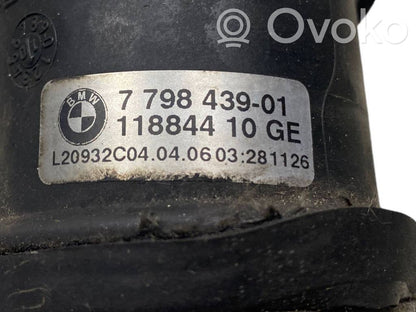 Ovoko
BMW
7 798 439-01
118844 10 GE
L20932C04.04.06 03:281126